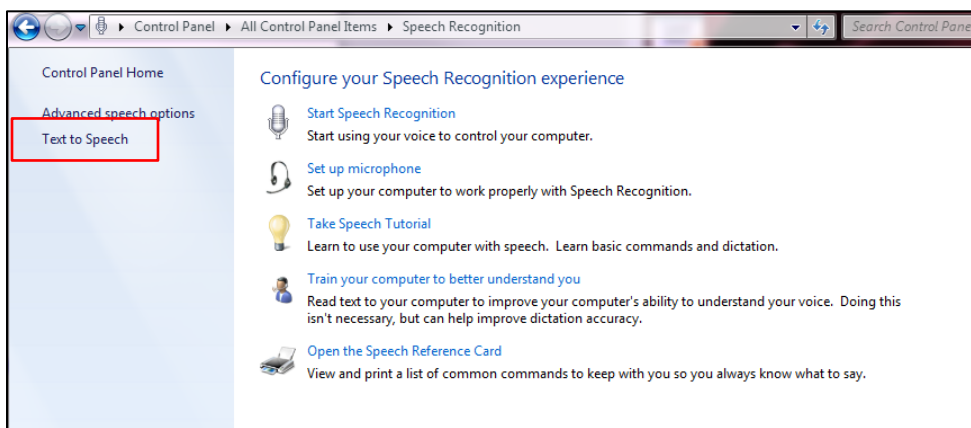 Control Panel ▸ All Control Panel Items ▸ Speech Recognition
Search Control Pane
Control Panel Home
Advanced speech options
Text to Speech
Configure your Speech Recognition experience
Start Speech Recognition
Start using your voice to control your computer.
Set up microphone
Set up your computer to work properly with Speech Recognition.
Take Speech Tutorial
Learn to use your computer with speech. Learn basic commands and dictation.
Train your computer to better understand you
Read text to your computer to improve your computer's ability to understand your voice. Doing this
isn't necessary, but can help improve dictation accuracy.
Open the Speech Reference Card
View and print a list of common commands to keep with you so you always know what to say.